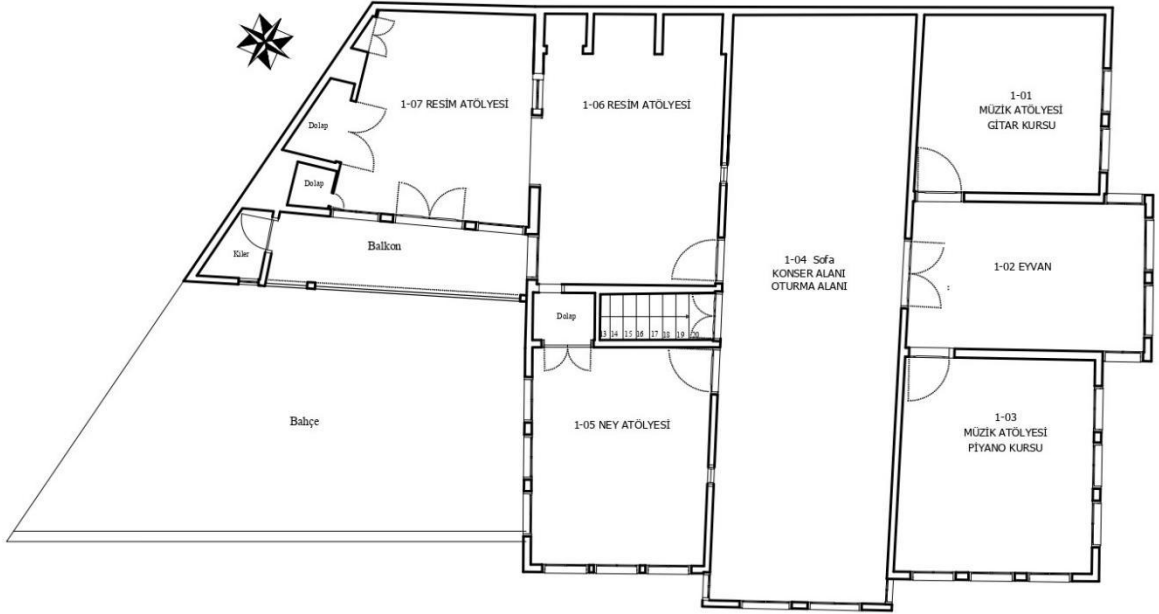 1-07 RESİM ATÖLYESİ
1-06 RESİM ATÖLYESİ
1-01
MÜZİK ATÖLYESİ
GİTAR KURSU
Dolap
Dolap
Kiler
Balkon
1-04 Sofa
KONSER ALANI
OTURMA ALANI
1-02 EYVAN
:
Dolap
13 14 15 16 17 18 19 20
Bahçe
1-05 NEY ATÖLYESİ
1-03
MÜZİK ATÖLYESİ
PİYANO KURSU